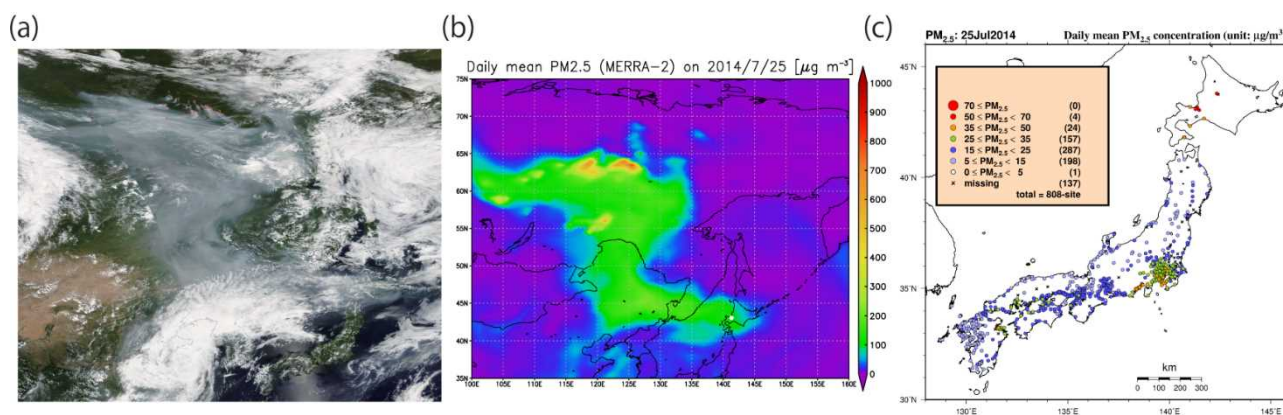 (a)
(b)
Daily mean PM2.5 (MERRA-2) on 2014/7/25 [μg m⁻³]
75N
70N
65N
60N
55N
50N
45N
40N
35N
100E 105E 110E 115E 120E 125E 130E 135E 140E 145E 150E 155E 160E
1000
900
800
700
600
500
400
300
200
100
0
(c)
PM2.5: 25Jul2014 Daily mean PM2.5 concentration (unit: μg/m³
70 ≤ PM2.5 (0)
50 ≤ PM2.5 < 70 (4)
35 ≤ PM2.5 < 50 (24)
25 ≤ PM2.5 < 35 (157)
15 ≤ PM2.5 < 25 (287)
5 ≤ PM2.5 < 15 (198)
0 ≤ PM2.5 < 5 (1)
missing (137)
total = 808-site
45˚N
40˚N
35˚N
30˚N
130˚E 135˚E 140˚E 145˚E
km
0 50 100 200 300